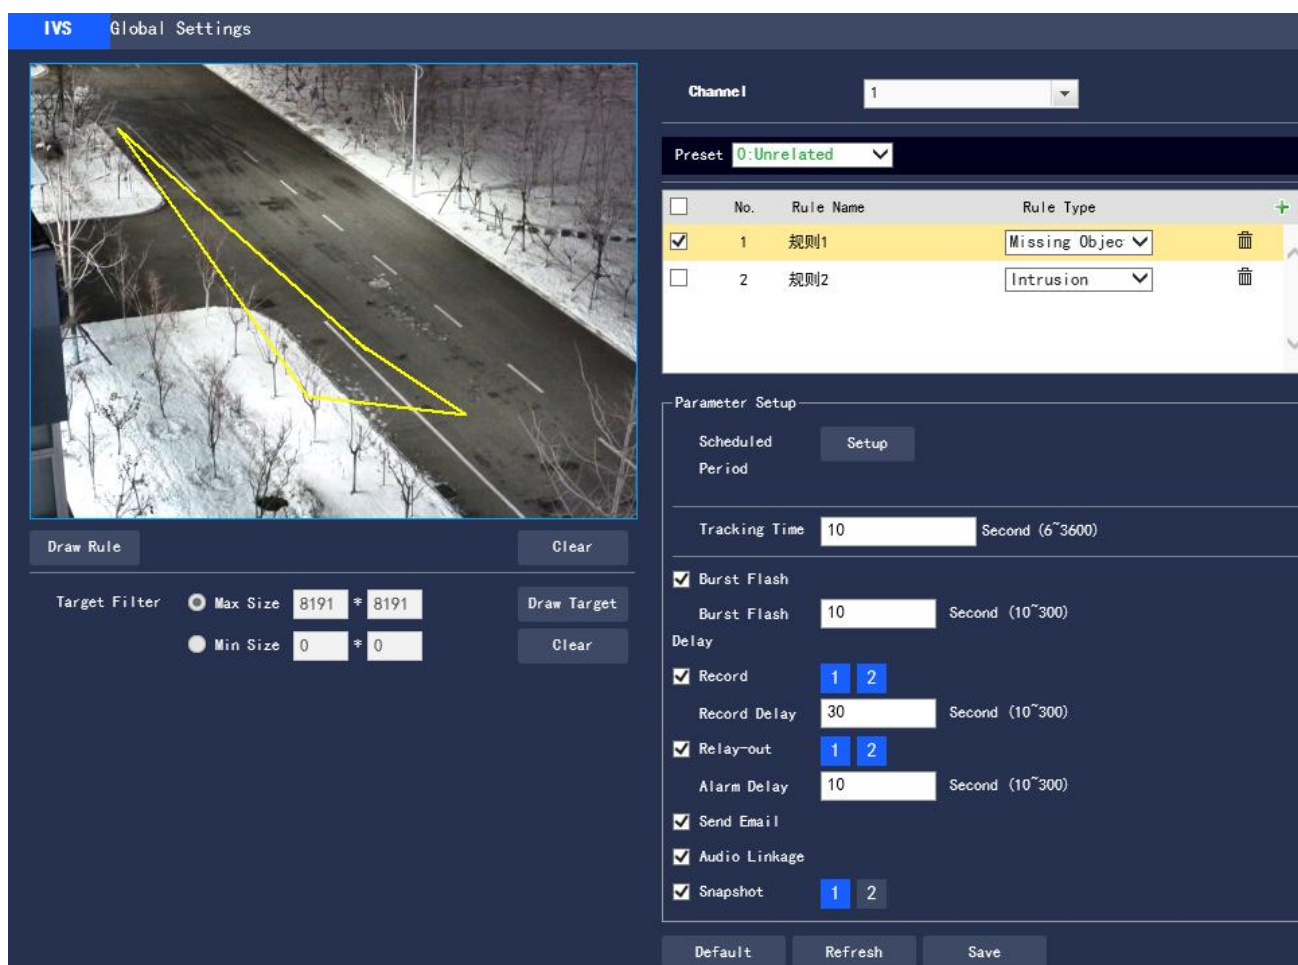 IVS Global Settings
Channel 1
Preset 0:Unrelated
No. Rule Name Rule Type +
1 规则1 Missing Objec
2 规则2 Intrusion
Parameter Setup
Scheduled Period Setup
Tracking Time 10 Second (6~3600)
Burst Flash
Burst Flash Delay 10 Second (10~300)
Record 1 2
Record Delay 30 Second (10~300)
Relay-out 1 2
Alarm Delay 10 Second (10~300)
Send Email
Audio Linkage
Snapshot 1 2
Default Refresh Save
Draw Rule Clear
Target Filter Max Size 8191 * 8191 Draw Target
Min Size 0 * 0 Clear